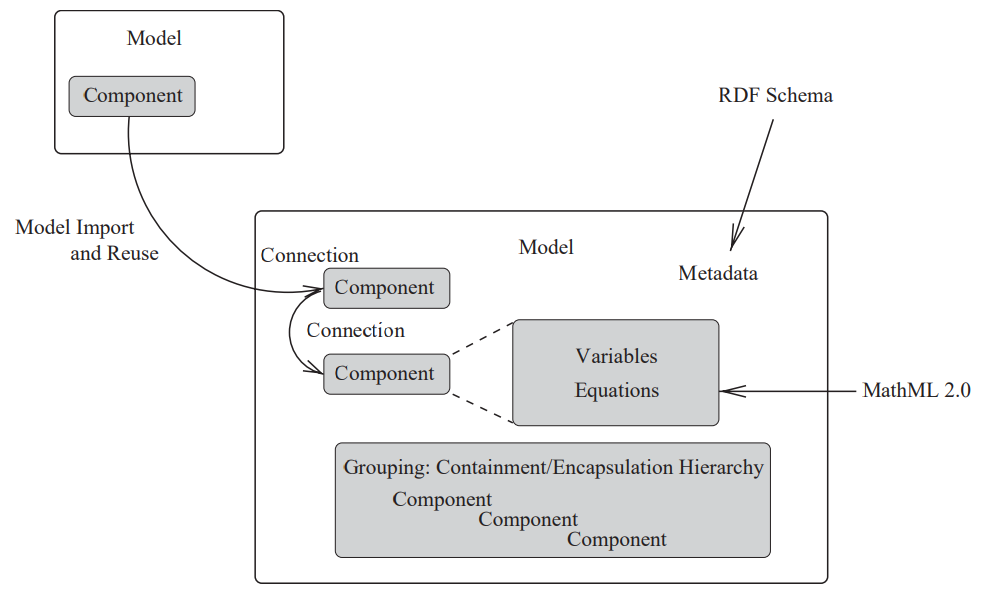 Model
Component
RDF Schema
Model Import
and Reuse
Connection
Model
Metadata
Component
Connection
Component
Variables
Equations
MathML 2.0
Grouping: Containment/Encapsulation Hierarchy
Component
Component
Component